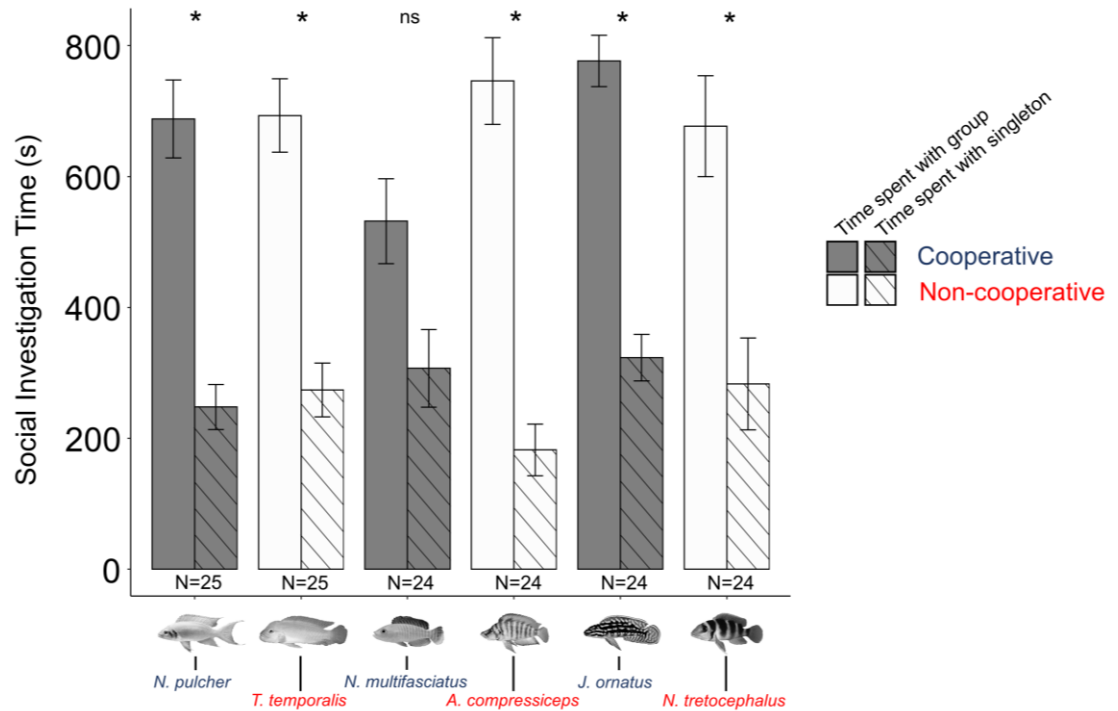 * * ns * * *
800
600
400
200
0
Social Investigation Time (s)
N=25 N=25 N=24 N=24 N=24 N=24
N. pulcher
T. temporalis
N. multifasciatus
A. compressiceps
J. ornatus
N. tretocephalus
Time spent with group
Time spent with singleton
Cooperative
Non-cooperative